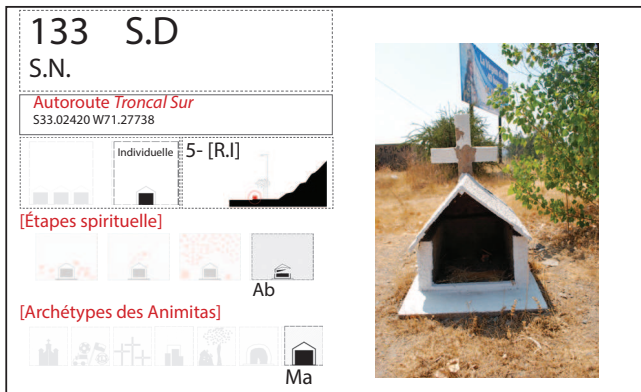 133 S.D
S.N.
Autoroute Troncal Sur
S33.02420 W71.27738
Individuelle
5- [R.I]
[Étapes spirituelle]
Ab
[Archétypes des Animitas]
Ma